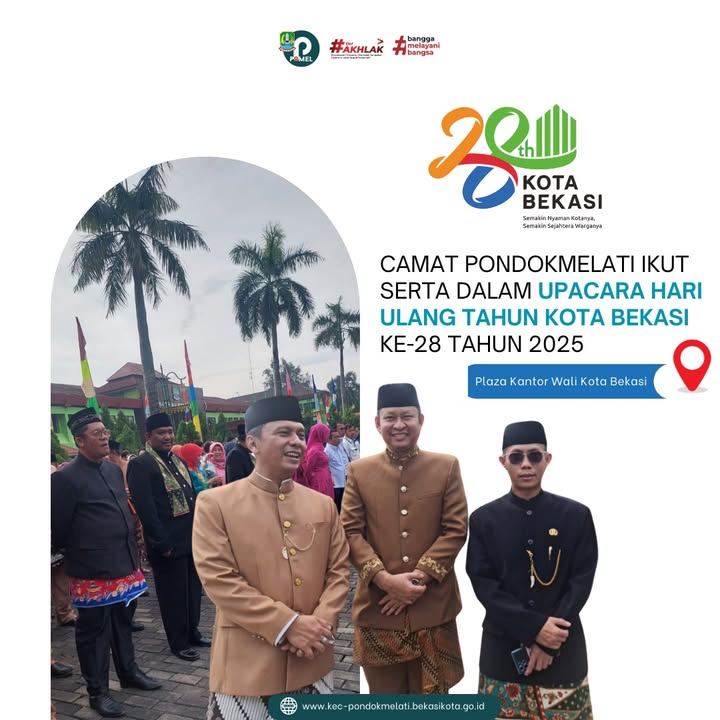 POMEL
#BerAKHLAK
#bangga
melayani
bangsa
28th
KOTA
BEKASI
Semakin Nyaman Kotanya,
Semakin Sejahtera Warganya
CAMAT PONDOKMELATI IKUT
SERTA DALAM UPACARA HARI
ULANG TAHUN KOTA BEKASI
KE-28 TAHUN 2025
Plaza Kantor Wali Kota Bekasi
www.kec-pondokmelati.bekasikota.go.id